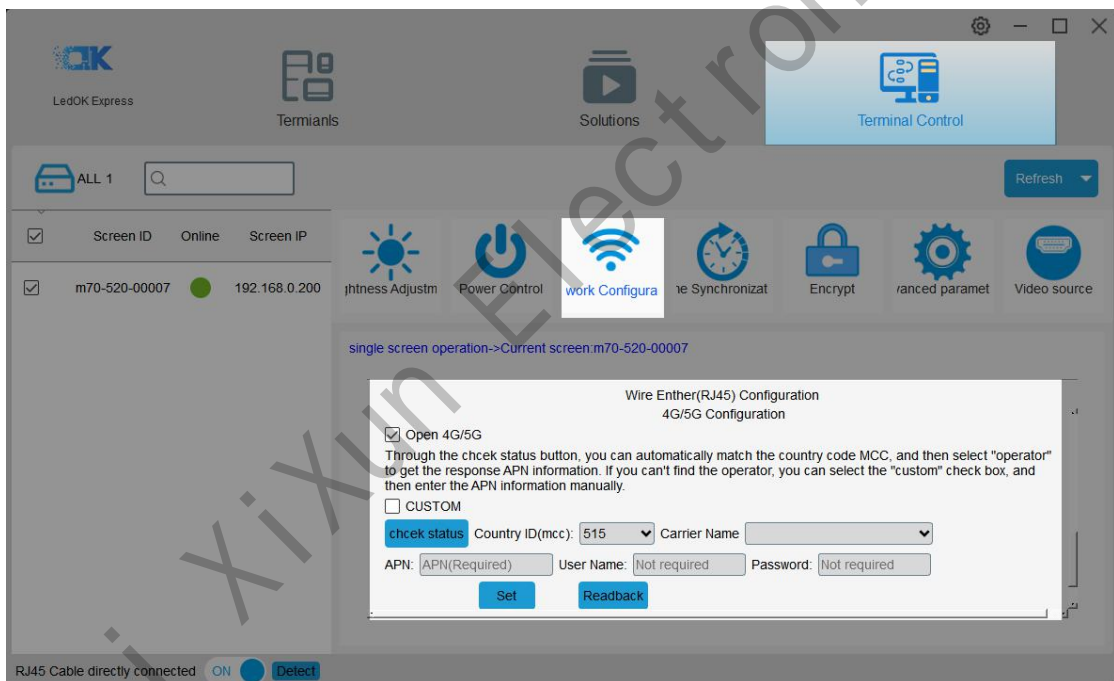 OK
LedOK Express
Termianls
Solutions
Terminal Control
ALL 1
Refresh
Screen ID Online Screen IP
m70-520-00007 192.168.0.200
ghtness Adjustm Power Control work Configura ne Synchronizat Encrypt vanced paramet Video source
single screen operation->Current screen:m70-520-00007
Wire Enther(RJ45) Configuration
4G/5G Configuration
Open 4G/5G
Through the chcek status button, you can automatically match the country code MCC, and then select "operator"
to get the response APN information. If you can't find the operator, you can select the "custom" check box, and
then enter the APN information manually.
CUSTOM
chcek status Country ID(mcc): 515 Carrier Name
APN: APN(Required) User Name: Not required Password: Not required
Set Readback
RJ45 Cable directly connected ON Detect
i XiXun Electron